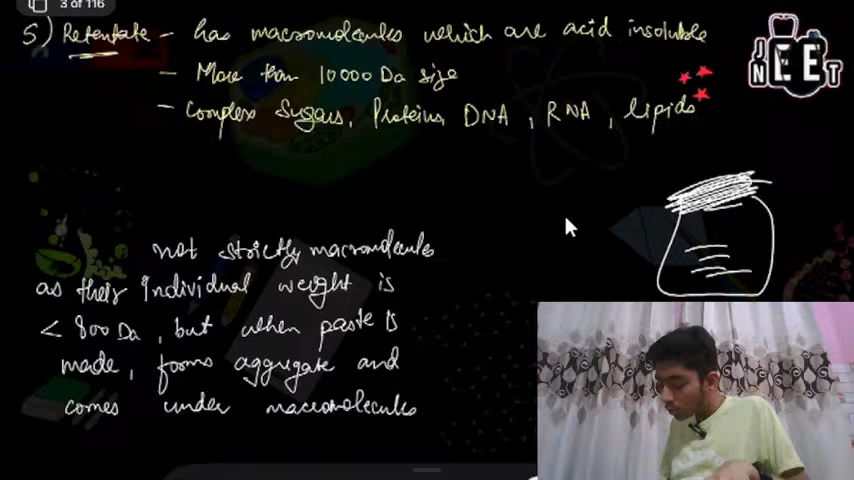 3 of 116
5) Retentate - has macromolecules which are acid insoluble
- More than 10000 Da size
- Complex Sugars, Proteins, DNA, RNA, lipids
JNEET
not strictly macromolecules
as their individual weight is
< 800 Da, but when paste is
made, forms aggregate and
comes under macromolecules